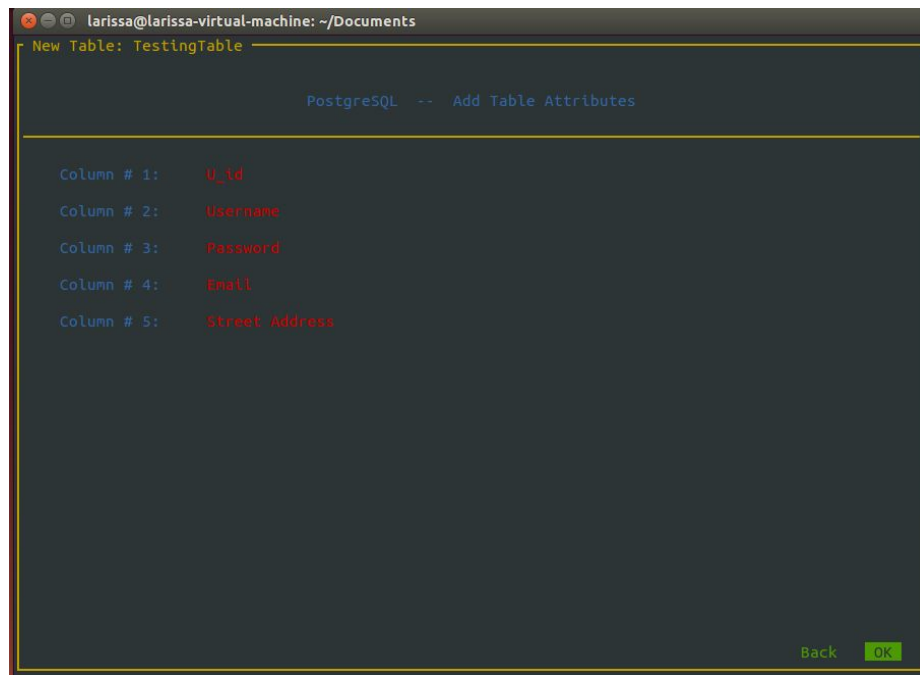 larissa@larissa-virtual-machine: ~/Documents
New Table: TestingTable
PostgreSQL -- Add Table Attributes
Column # 1: U_id
Column # 2: Username
Column # 3: Password
Column # 4: Email
Column # 5: Street Address
Back OK